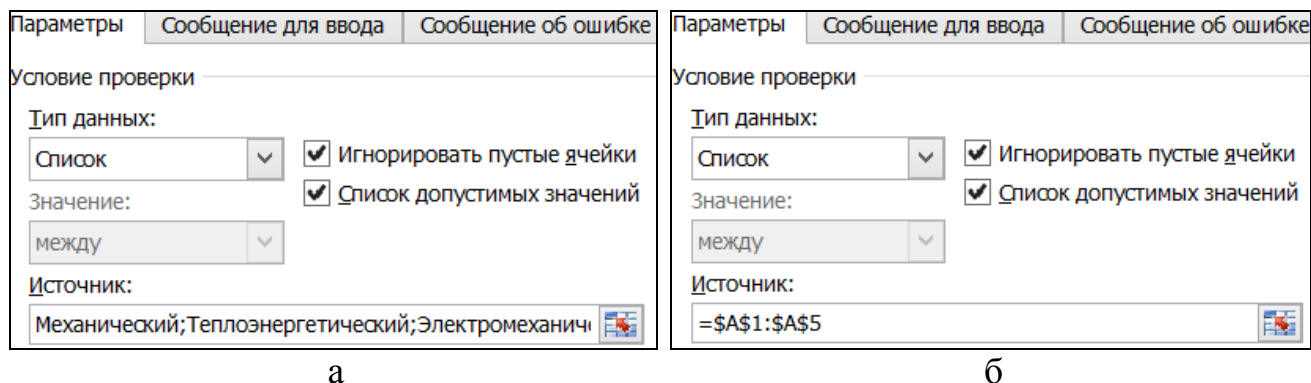 Параметры Сообщение для ввода Сообщение об ошибке
Условие проверки
Тип данных:
Список
Игнорировать пустые ячейки
Список допустимых значений
Значение:
между
Источник:
Механический;Теплоэнергетический;Электромеханич
а
Параметры Сообщение для ввода Сообщение об ошибке
Условие проверки
Тип данных:
Список
Игнорировать пустые ячейки
Список допустимых значений
Значение:
между
Источник:
=$A$1:$A$5
б